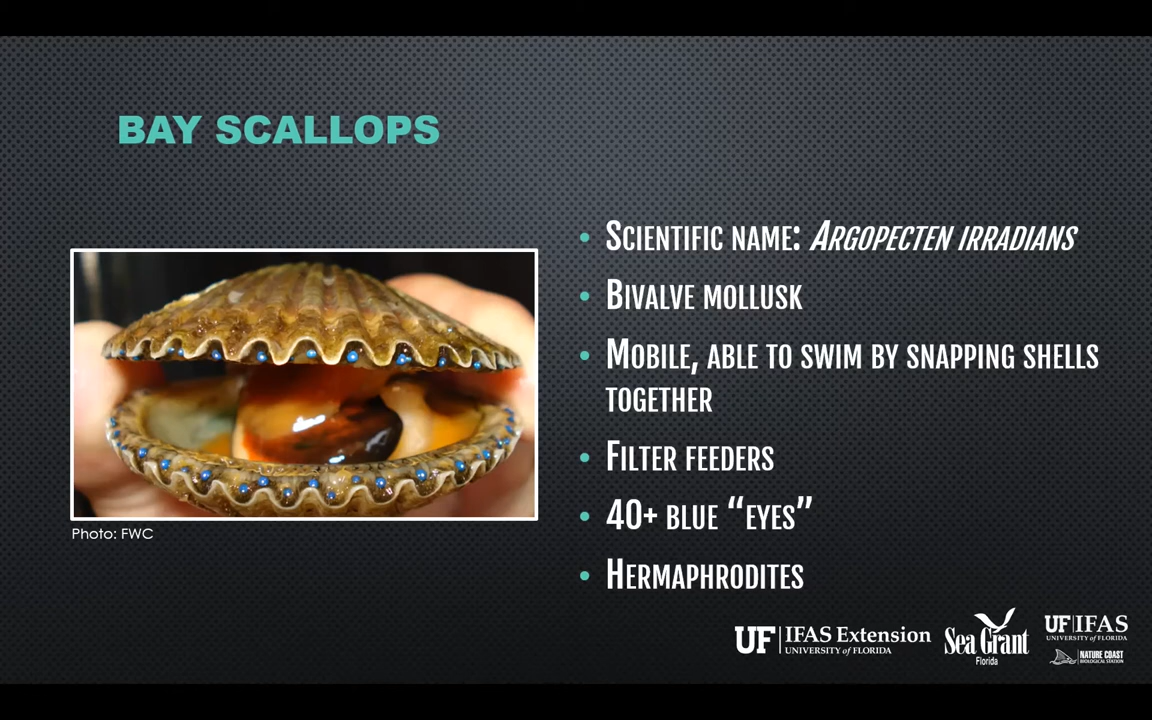 BAY SCALLOPS
• SCIENTIFIC NAME: ARGOPECTEN IRRADIANS
• BIVALVE MOLLUSK
• MOBILE, ABLE TO SWIM BY SNAPPING SHELLS
TOGETHER
• FILTER FEEDERS
• 40+ BLUE “EYES”
• HERMAPHRODITES
Photo: FWC
UF | IFAS Extension
UNIVERSITY of FLORIDA
Sea Grant
Florida
UF | IFAS
UNIVERSITY of FLORIDA
NATURE COAST
BIOLOGICAL STATION